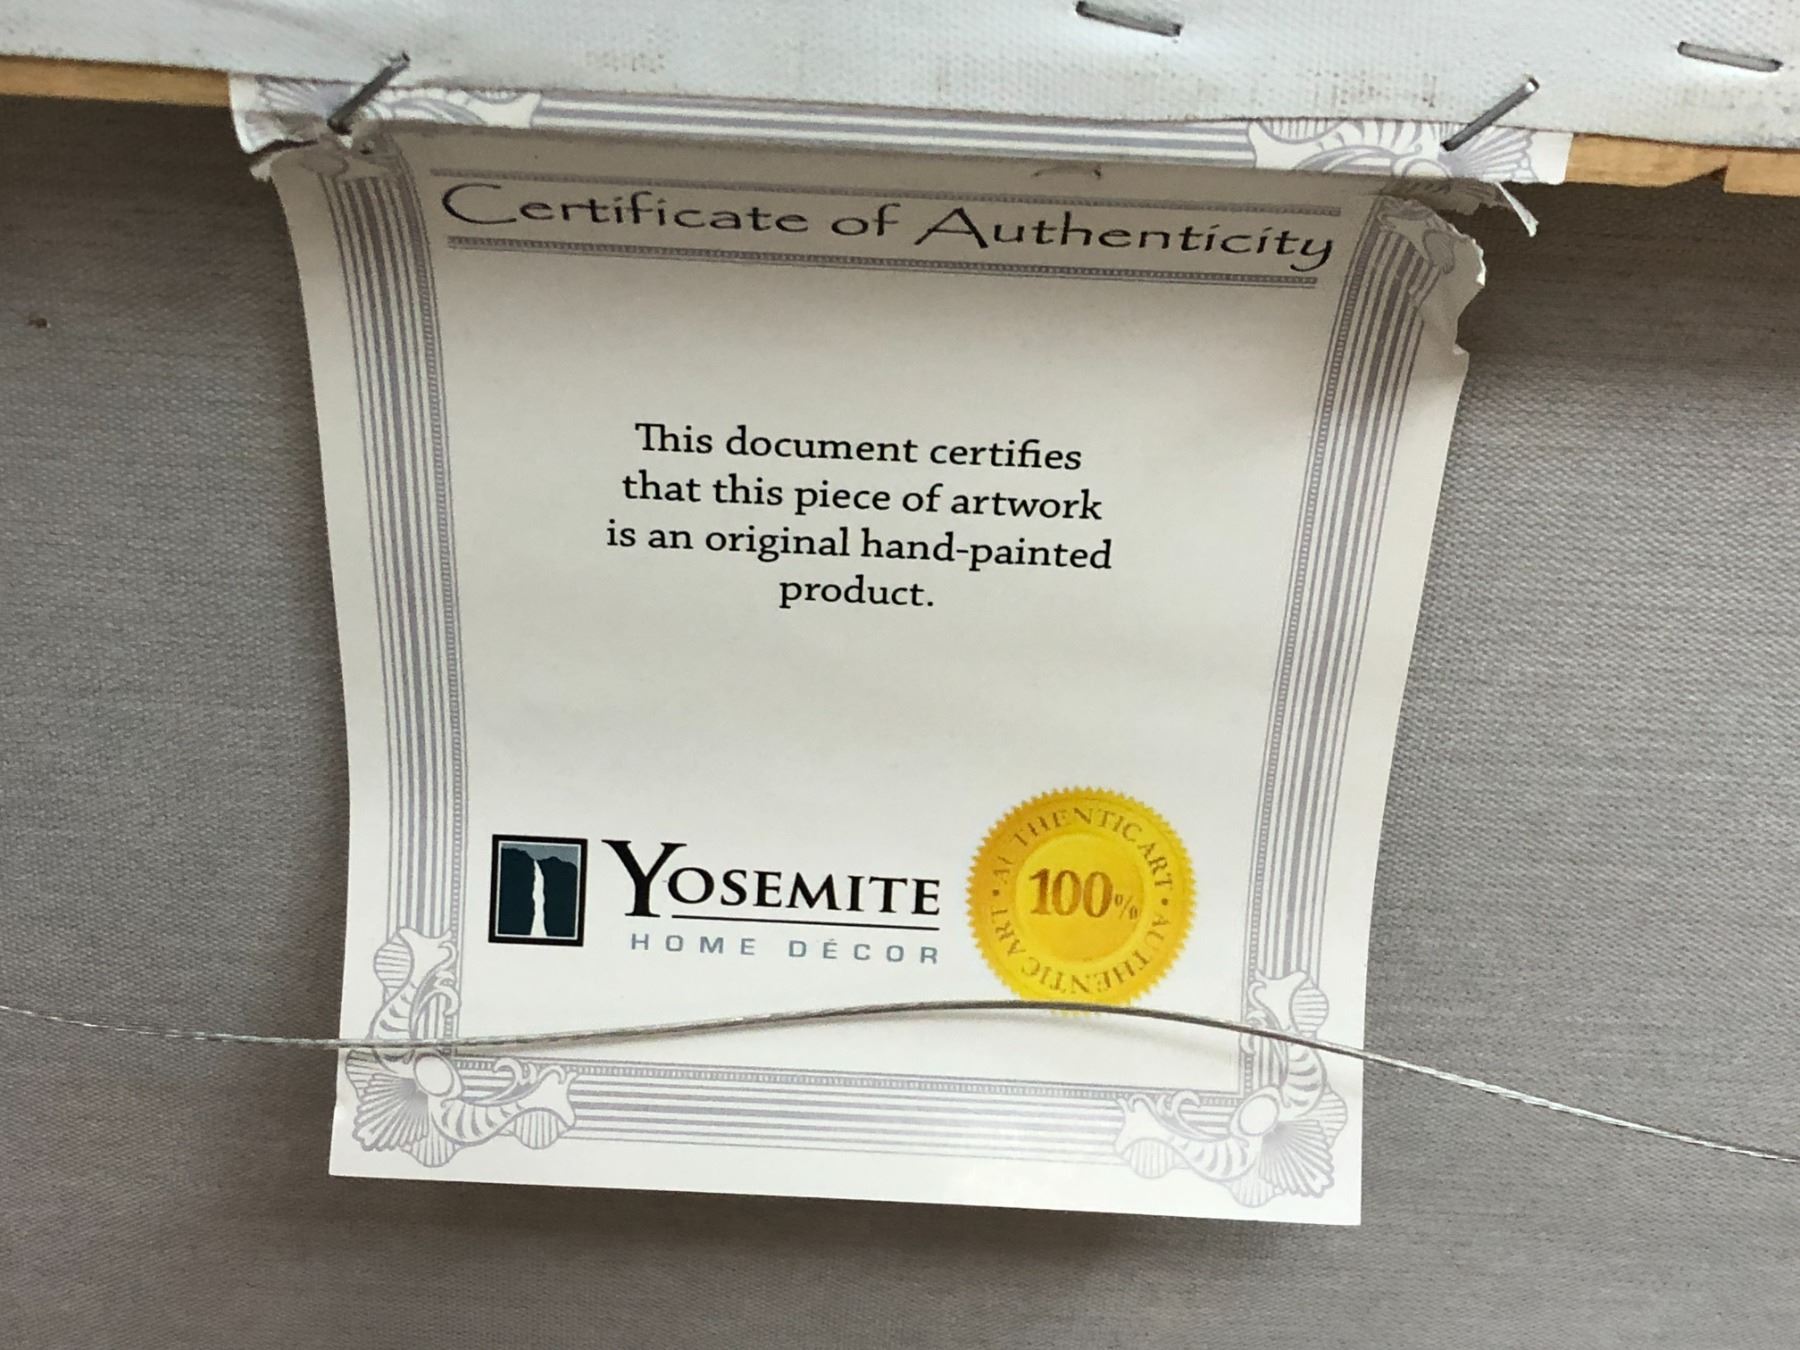 Certificate of Authenticity
This document certifies
that this piece of artwork
is an original hand-painted
product.
YOSEMITE
HOME DÉCOR
AUTHENTIC ART • AUTHENTIC ART •
100%